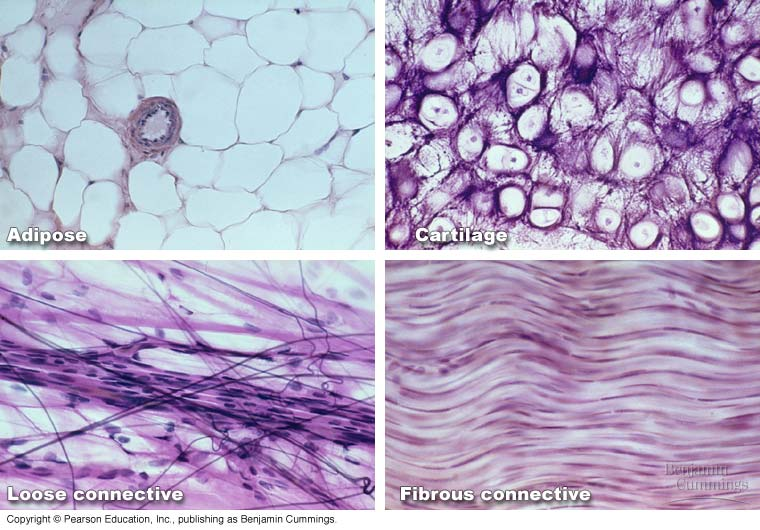 Adipose
Cartilage
Loose connective
Benjamin
Cummings
Fibrous connective
Copyright © Pearson Education, Inc., publishing as Benjamin Cummings.